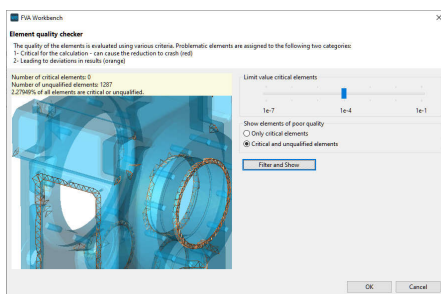 FVA Workbench
Element quality checker
The quality of the elements is evaluated using various criteria. Problematic elements are assigned to the following two categories:
1- Critical for the calculation - can cause the reduction to crash (red)
2- Leading to deviations in results (orange)
Number of critical elements: 0
Number of unqualified elements: 1287
2.27949% of all elements are critical or unqualified.
Limit value critical elements
1e-7 1e-4 1e-1
Show elements of poor quality
Only critical elements
Critical and unqualified elements
Filter and Show
OK Cancel